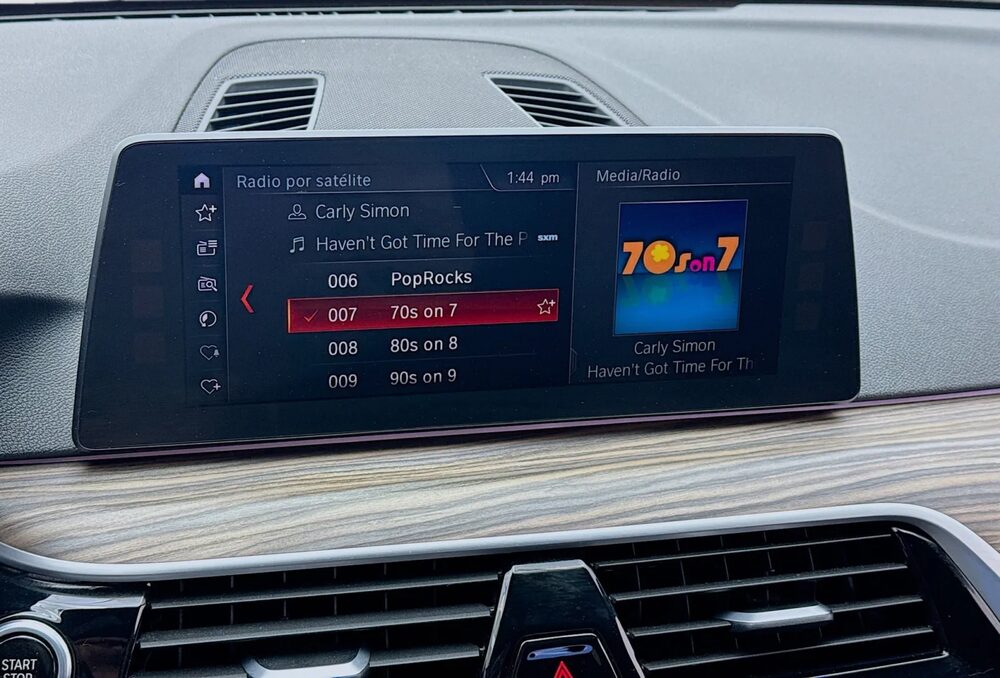 Radio por satélite
1:44 pm
Media/Radio
Carly Simon
Haven't Got Time For The P
sxm
006 PopRocks
007 70s on 7
008 80s on 8
009 90s on 9
70s on 7
Carly Simon
Haven't Got Time For Th
START
STOP